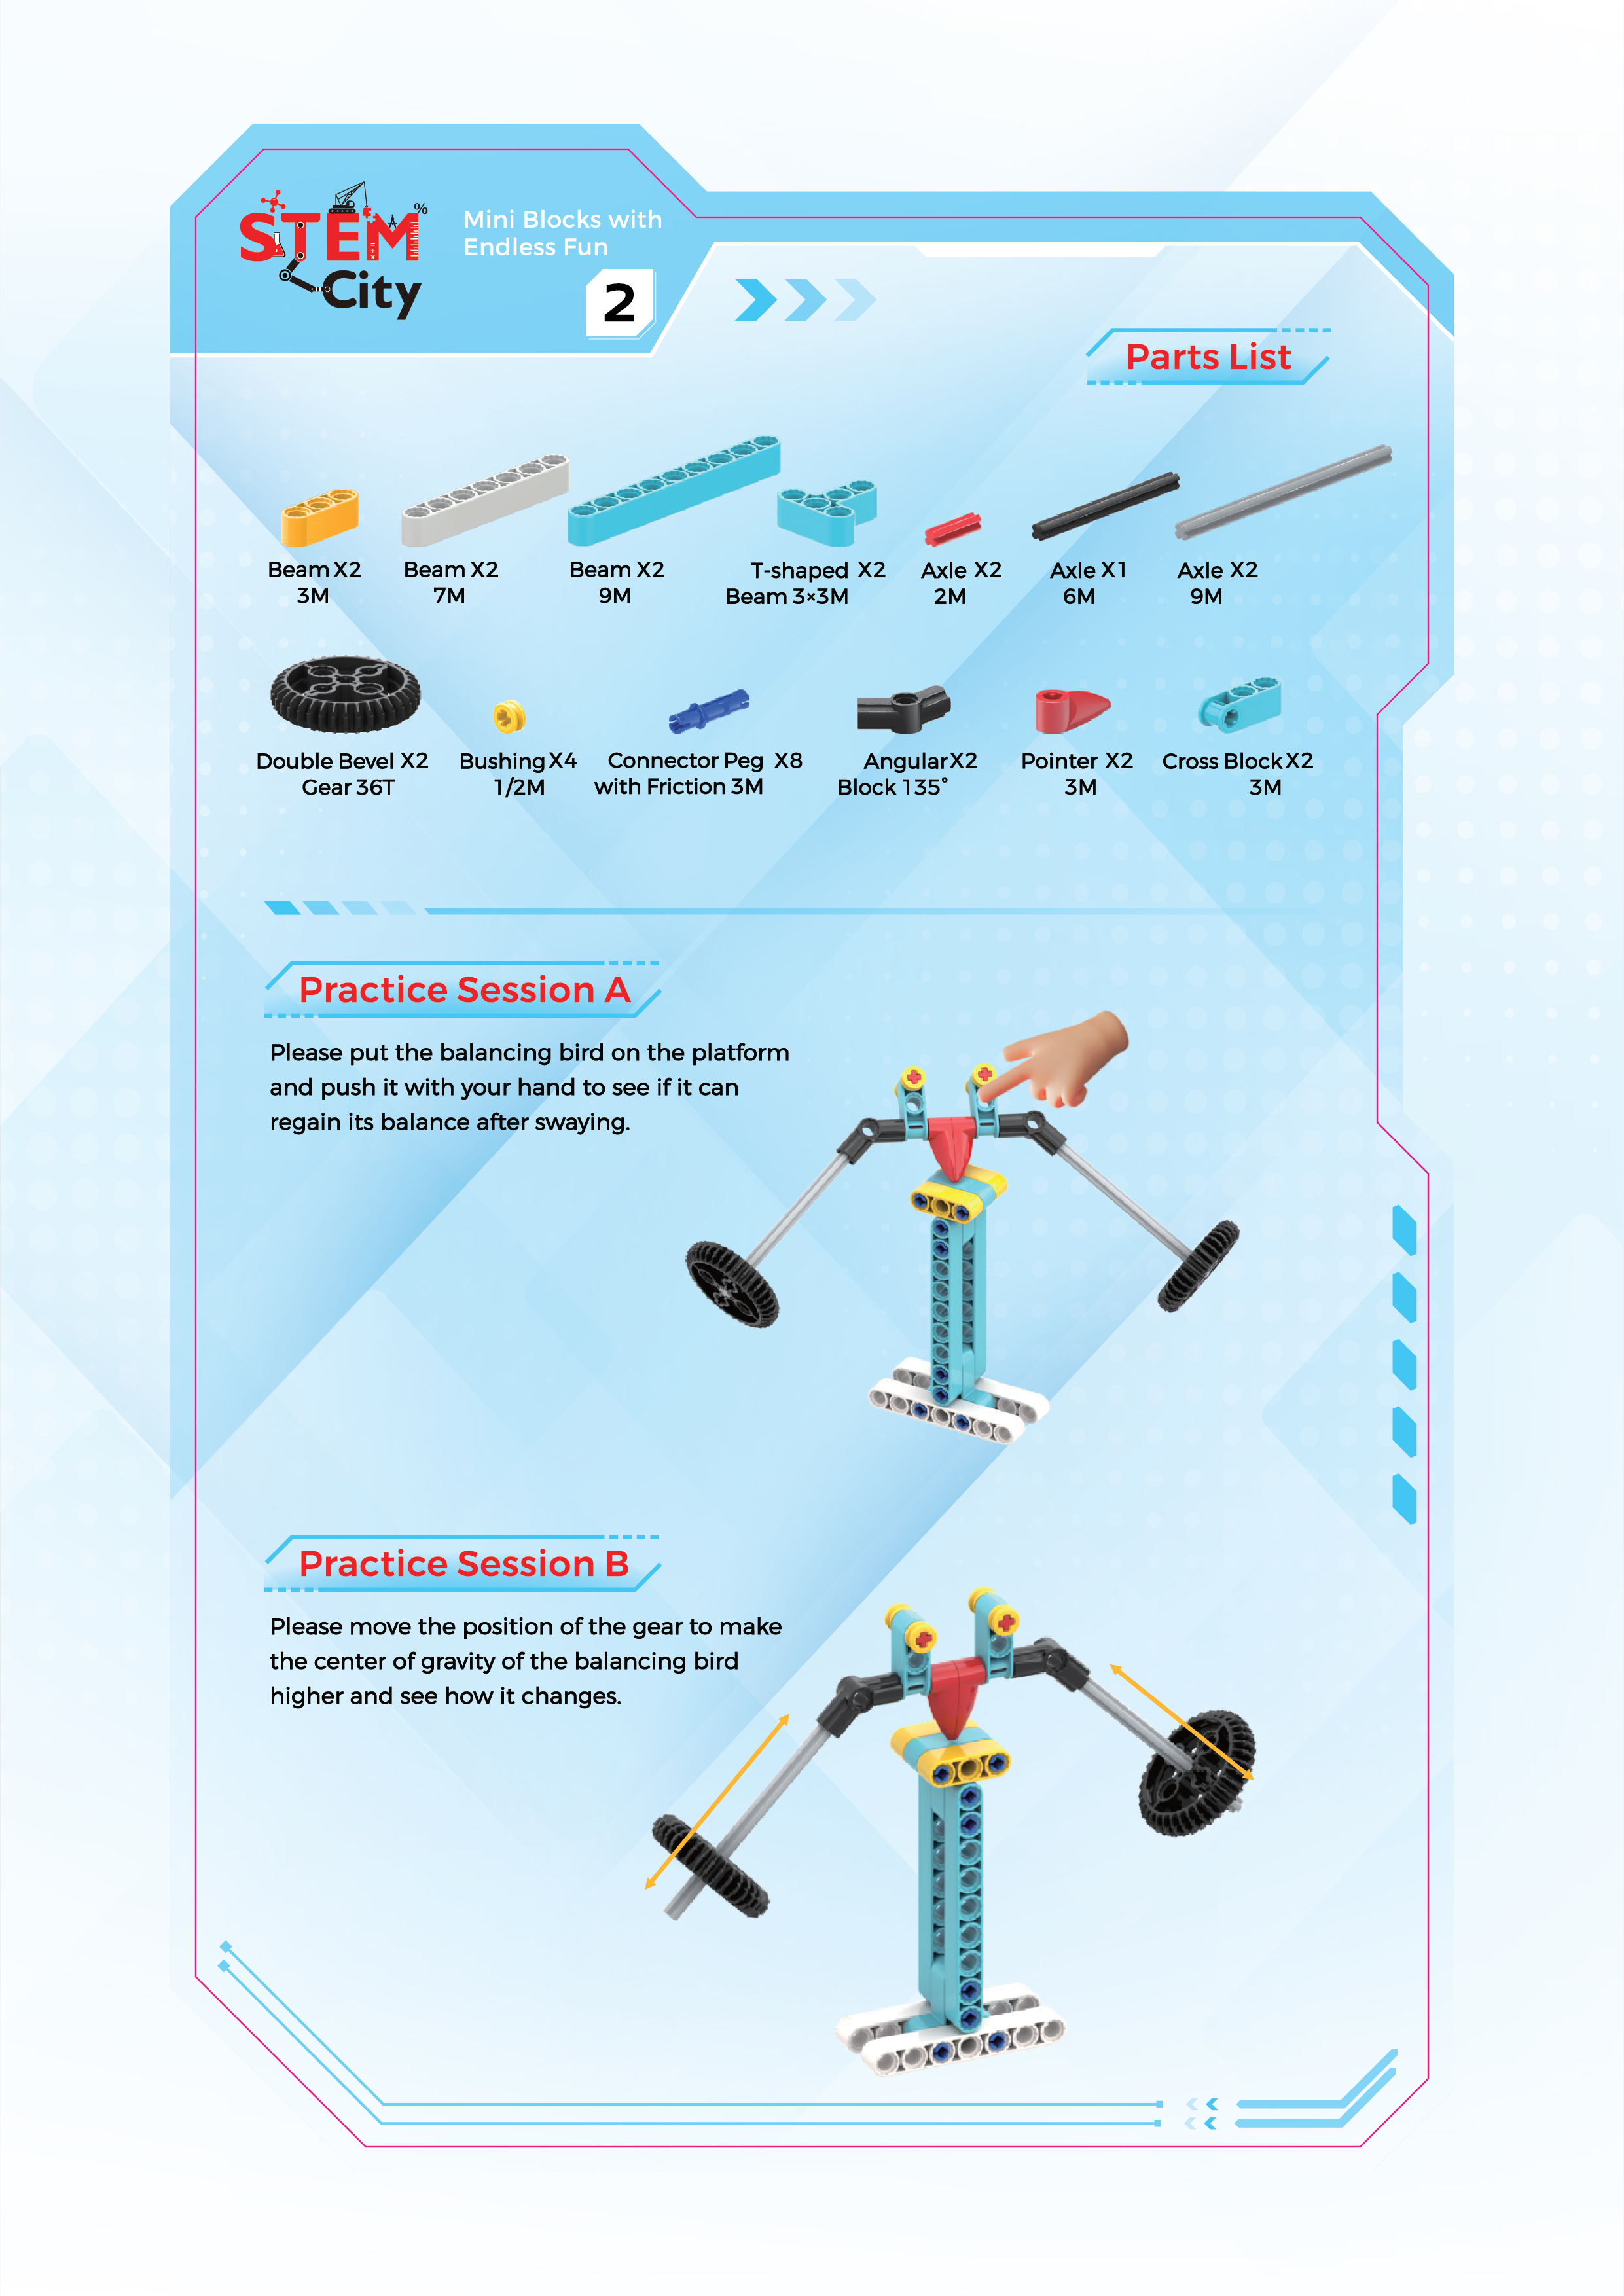 STEM
%
City
Mini Blocks with
Endless Fun
2
Parts List
Beam X2
3M
Beam X2
7M
Beam X2
9M
T-shaped X2
Beam 3×3M
Axle X2
2M
Axle X1
6M
Axle X2
9M
Double Bevel X2
Gear 36T
Bushing X4
1/2M
Connector Peg X8
with Friction 3M
Angular X2
Block 135°
Pointer X2
3M
Cross Block X2
3M
Practice Session A
Please put the balancing bird on the platform
and push it with your hand to see if it can
regain its balance after swaying.
Practice Session B
Please move the position of the gear to make
the center of gravity of the balancing bird
higher and see how it changes.